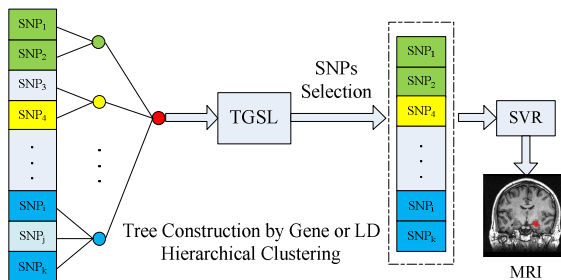 SNP1
SNP2
SNP3
SNP4
SNPi
SNPj
SNPk
TGSL
SNPs
Selection
SNP1
SNP2
SNP4
SNPi
SNPk
SVR
MRI
Tree Construction by Gene or LD
Hierarchical Clustering